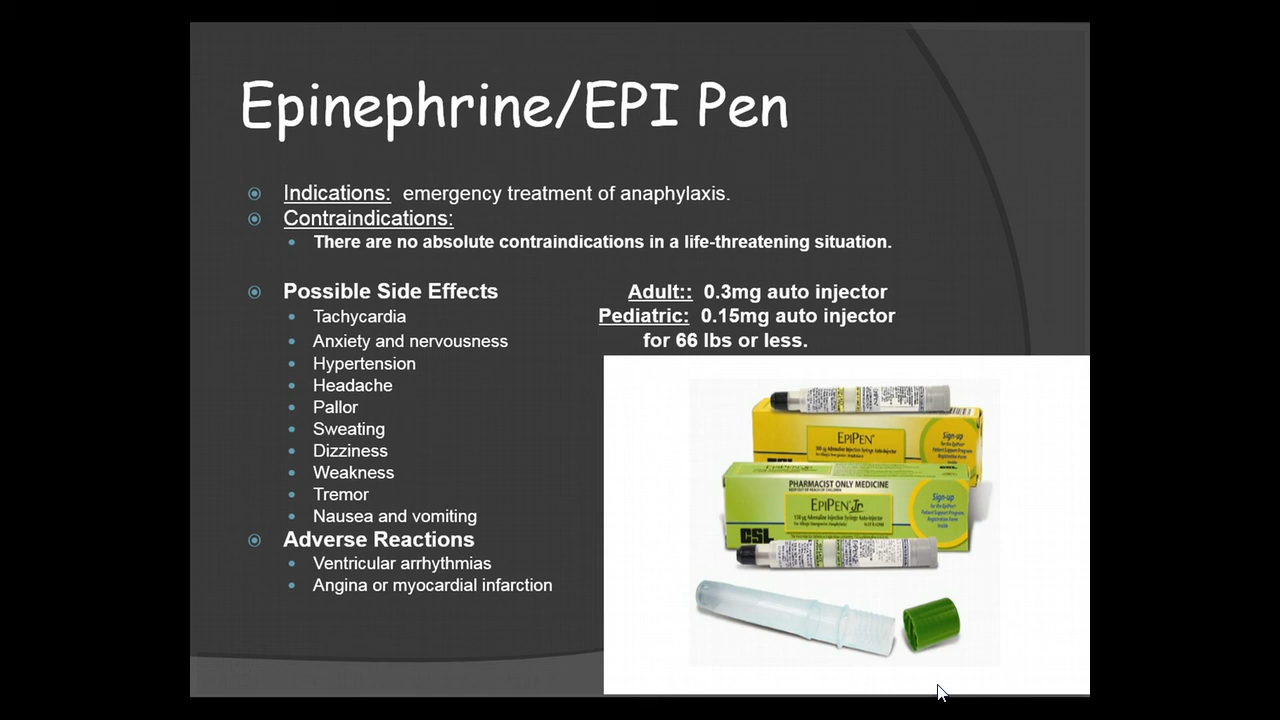 Epinephrine/EPI Pen
Indications: emergency treatment of anaphylaxis.
Contraindications:
There are no absolute contraindications in a life-threatening situation.
Possible Side Effects
Tachycardia
Anxiety and nervousness
Hypertension
Headache
Pallor
Sweating
Dizziness
Weakness
Tremor
Nausea and vomiting
Adverse Reactions
Ventricular arrhythmias
Angina or myocardial infarction
Adult:: 0.3mg auto injector
Pediatric: 0.15mg auto injector
for 66 lbs or less.
EPIPEN
Sign-up
PHARMACIST ONLY MEDICINE
EPIPEN Jr
Sign-up
CSL